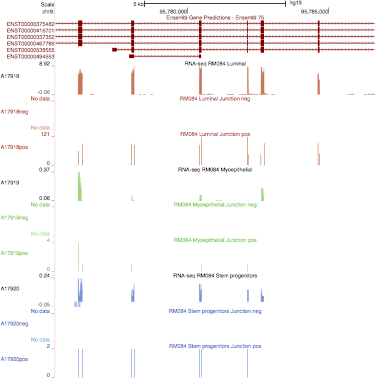 Scale 5 kb hg19
chr9: 95,780,000 95,785,000
Ensembl Gene Predictions - Ensembl 75
ENST00000375482
ENST00000416701
ENST00000337352
ENST00000467786
ENST00000538555
ENST00000494553
8.92 RNA-seq RM084 Luminal
A17918
-0.00
No data RM084 Luminal Junction neg
A17918neg
No data RM084 Luminal Junction pos
121
A17918pos
0
RNA-seq RM084 Myoepithelial
0.37
A17919
0.06
No data RM084 Myoepithelial Junction neg
A17919neg
No data
4 RM084 Myoepithelial Junction pos
A17919pos
0
0.24 RNA-seq RM084 Stem progenitors
A17920
-0.05
No data RM084 Stem progenitors Junction neg
A17920neg
No data
2 RM084 Stem progenitors Junction pos
A17920pos
0